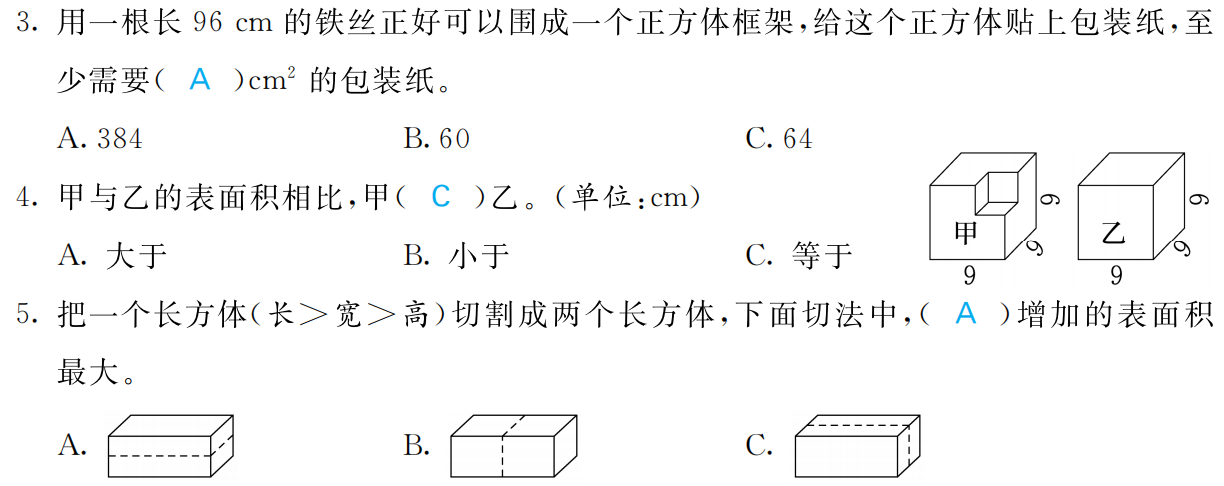 3. 用一根长 96 cm 的铁丝正好可以围成一个正方体框架,给这个正方体贴上包装纸,至
少需要( A )cm² 的包装纸。
A. 384 B. 60 C. 64
4. 甲与乙的表面积相比,甲( C )乙。(单位:cm)
A. 大于 B. 小于 C. 等于
甲 9 9 9
乙 9 9 9
5. 把一个长方体(长>宽>高)切割成两个长方体,下面切法中,( A )增加的表面积
最大。
A. B. C.